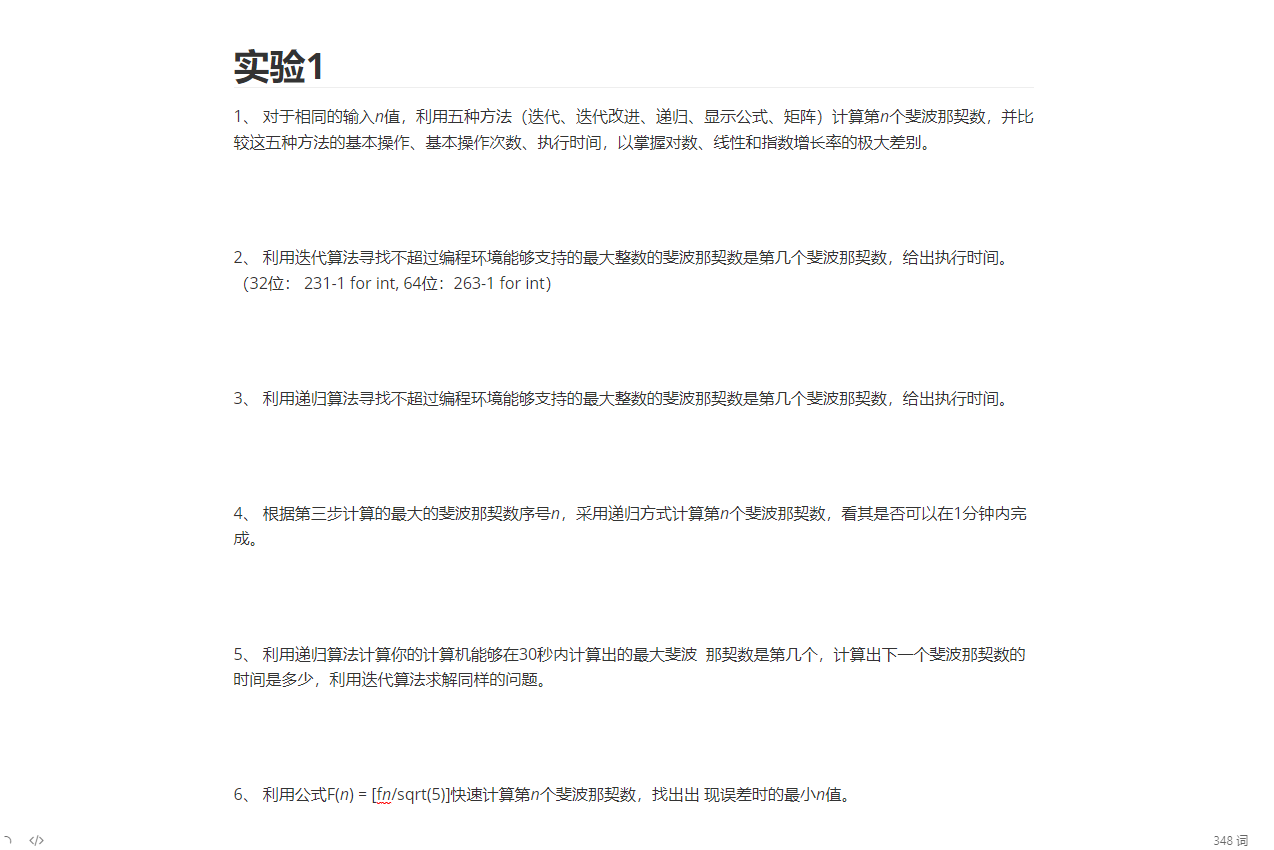 实验1
1、 对于相同的输入n值，利用五种方法（迭代、迭代改进、递归、显示公式、矩阵）计算第n个斐波那契数，并比
较这五种方法的基本操作、基本操作次数、执行时间，以掌握对数、线性和指数增长率的极大差别。
2、 利用迭代算法寻找不超过编程环境能够支持的最大整数的斐波那契数是第几个斐波那契数，给出执行时间。
（32位： 231-1 for int, 64位：263-1 for int）
3、 利用递归算法寻找不超过编程环境能够支持的最大整数的斐波那契数是第几个斐波那契数，给出执行时间。
4、 根据第三步计算的最大的斐波那契数序号n，采用递归方式计算第n个斐波那契数，看其是否可以在1分钟内完
成。
5、 利用递归算法计算你的计算机能够在30秒内计算出的最大斐波 那契数是第几个，计算出下一个斐波那契数的
时间是多少，利用迭代算法求解同样的问题。
6、 利用公式F(n) = [fn/sqrt(5)]快速计算第n个斐波那契数，找出出 现误差时的最小n值。
</> 348 词